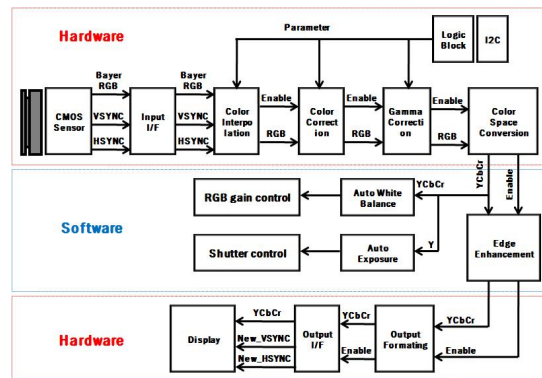 Hardware
Parameter
Logic
Block
I2C
Bayer
RGB
Bayer
RGB
CMOS
Sensor
VSYNC
HSYNC
Input
I/F
VSYNC
HSYNC
Color
Interpo
lation
Enable
RGB
Color
Correct
ion
Enable
RGB
Gamma
Correcti
on
Enable
RGB
Color
Space
Conversion
YCbCr
Enable
Software
RGB gain control
Auto White
Balance
YCbCr
Shutter control
Auto
Exposure
Y
Edge
Enhancement
Hardware
Display
YCbCr
New_VSYNC
New_HSYNC
Output
I/F
YCbCr
Enable
Output
Formating
YCbCr
Enable